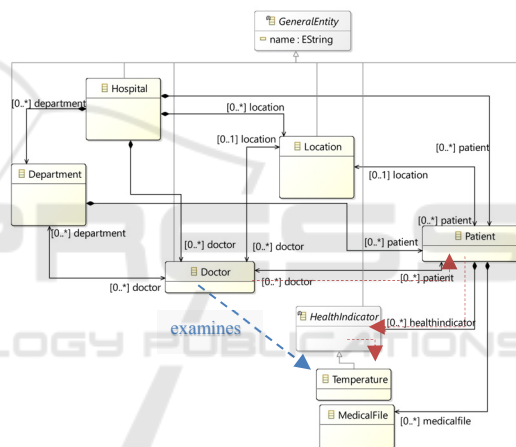 GeneralEntity
name : EString
Hospital
[0..*] department
[0..*] location
[0..1] location
Location
[0..*] patient
[0..1] location
Department
[0..*] patient
Patient
[0..*] department
[0..*] doctor
[0..*] doctor
[0..*] patient
Doctor
[0..*] doctor
[0..*] doctor
[0..*] patient
HealthIndicator
[0..*] healthindicator
examines
LOGY PUBLICATIONS
Temperature
MedicalFile
[0..*] medicalfile